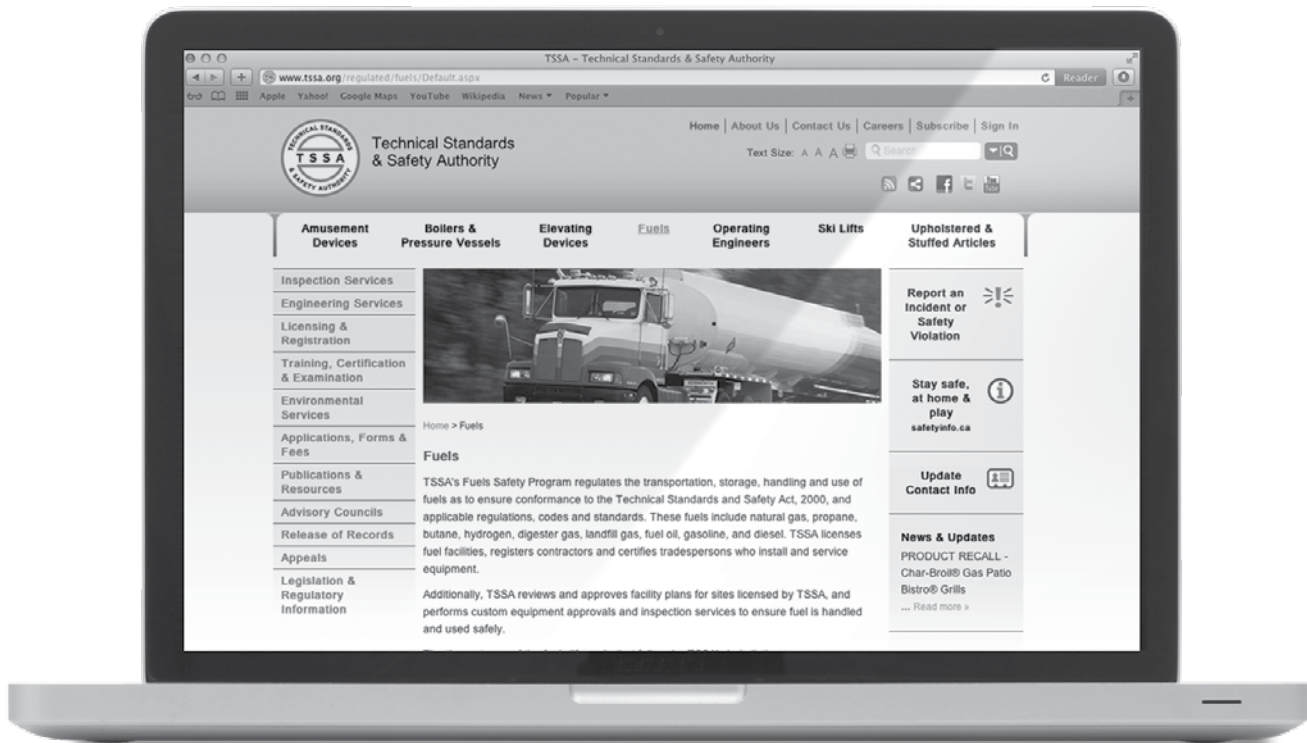 TSSA – Technical Standards & Safety Authority
www.tssa.org/regulated/fuels/Default.aspx
Reader
Apple Yahoo! Google Maps YouTube Wikipedia News Popular
TECHNICAL STANDARDS
TSSA
& SAFETY AUTHORITY
Technical Standards
& Safety Authority
Home | About Us | Contact Us | Careers | Subscribe | Sign In
Text Size: A A A
Search
Amusement
Devices
Boilers &
Pressure Vessels
Elevating
Devices
Fuels
Operating
Engineers
Ski Lifts
Upholstered &
Stuffed Articles
Inspection Services
Engineering Services
Licensing &
Registration
Training, Certification
& Examination
Environmental
Services
Applications, Forms &
Fees
Publications &
Resources
Advisory Councils
Release of Records
Appeals
Legislation &
Regulatory
Information
Home > Fuels
Fuels
TSSA's Fuels Safety Program regulates the transportation, storage, handling and use of
fuels as to ensure conformance to the Technical Standards and Safety Act, 2000, and
applicable regulations, codes and standards. These fuels include natural gas, propane,
butane, hydrogen, digester gas, landfill gas, fuel oil, gasoline, and diesel. TSSA licenses
fuel facilities, registers contractors and certifies tradespersons who install and service
equipment.
Additionally, TSSA reviews and approves facility plans for sites licensed by TSSA, and
performs custom equipment approvals and inspection services to ensure fuel is handled
and used safely.
Report an
Incident or
Safety
Violation
Stay safe,
at home &
play
safetyinfo.ca
Update
Contact Info
News & Updates
PRODUCT RECALL -
Char-Broil® Gas Patio
Bistro® Grills
... Read more »